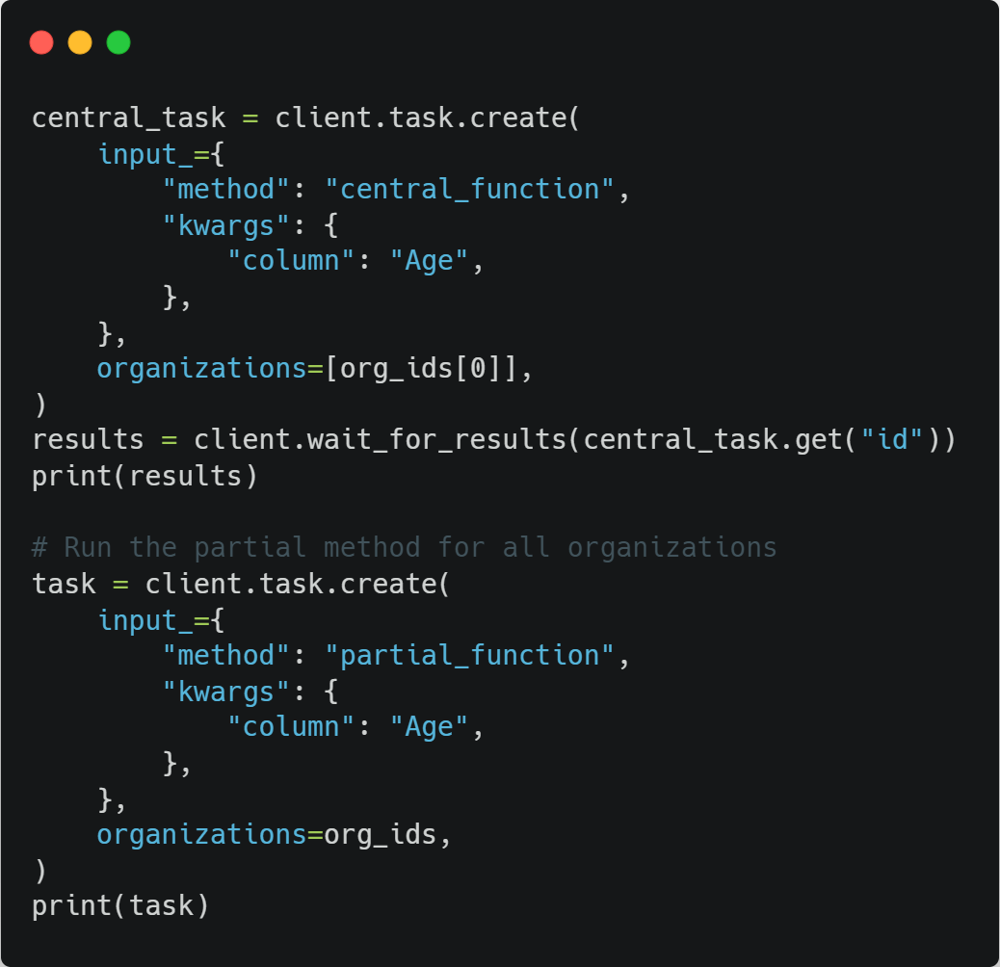 central_task = client.task.create(
    input_={
        "method": "central_function",
        "kwargs": {
            "column": "Age",
        },
    },
    organizations=[org_ids[0]],
)
results = client.wait_for_results(central_task.get("id"))
print(results)

# Run the partial method for all organizations
task = client.task.create(
    input_={
        "method": "partial_function",
        "kwargs": {
            "column": "Age",
        },
    },
    organizations=org_ids,
)
print(task)